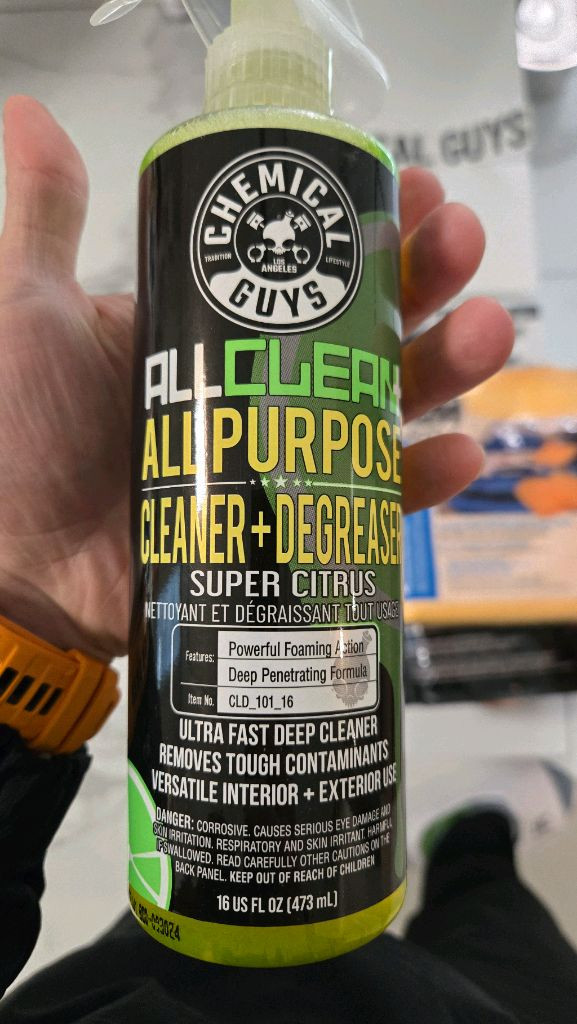 CHEMICAL
TRADITION
LIFESTYLE
LOS
ANGELES
GUYS
AL GUYS
ALLCLEAN+
ALL PURPOSE
CLEANER+DEGREASER
SUPER CITRUS
NETTOYANT ET DÉGRAISSANT TOUT USAGE
Features: Powerful Foaming Action
Deep Penetrating Formula
Item No. CLD_101_16
ULTRA FAST DEEP CLEANER
REMOVES TOUGH CONTAMINANTS
VERSATILE INTERIOR + EXTERIOR USE
DANGER: CORROSIVE. CAUSES SERIOUS EYE DAMAGE AND
SKIN IRRITATION. RESPIRATORY AND SKIN IRRITANT. HARMFUL
IF SWALLOWED. READ CAREFULLY OTHER CAUTIONS ON THE
BACK PANEL. KEEP OUT OF REACH OF CHILDREN
16 US FL OZ (473 mL)